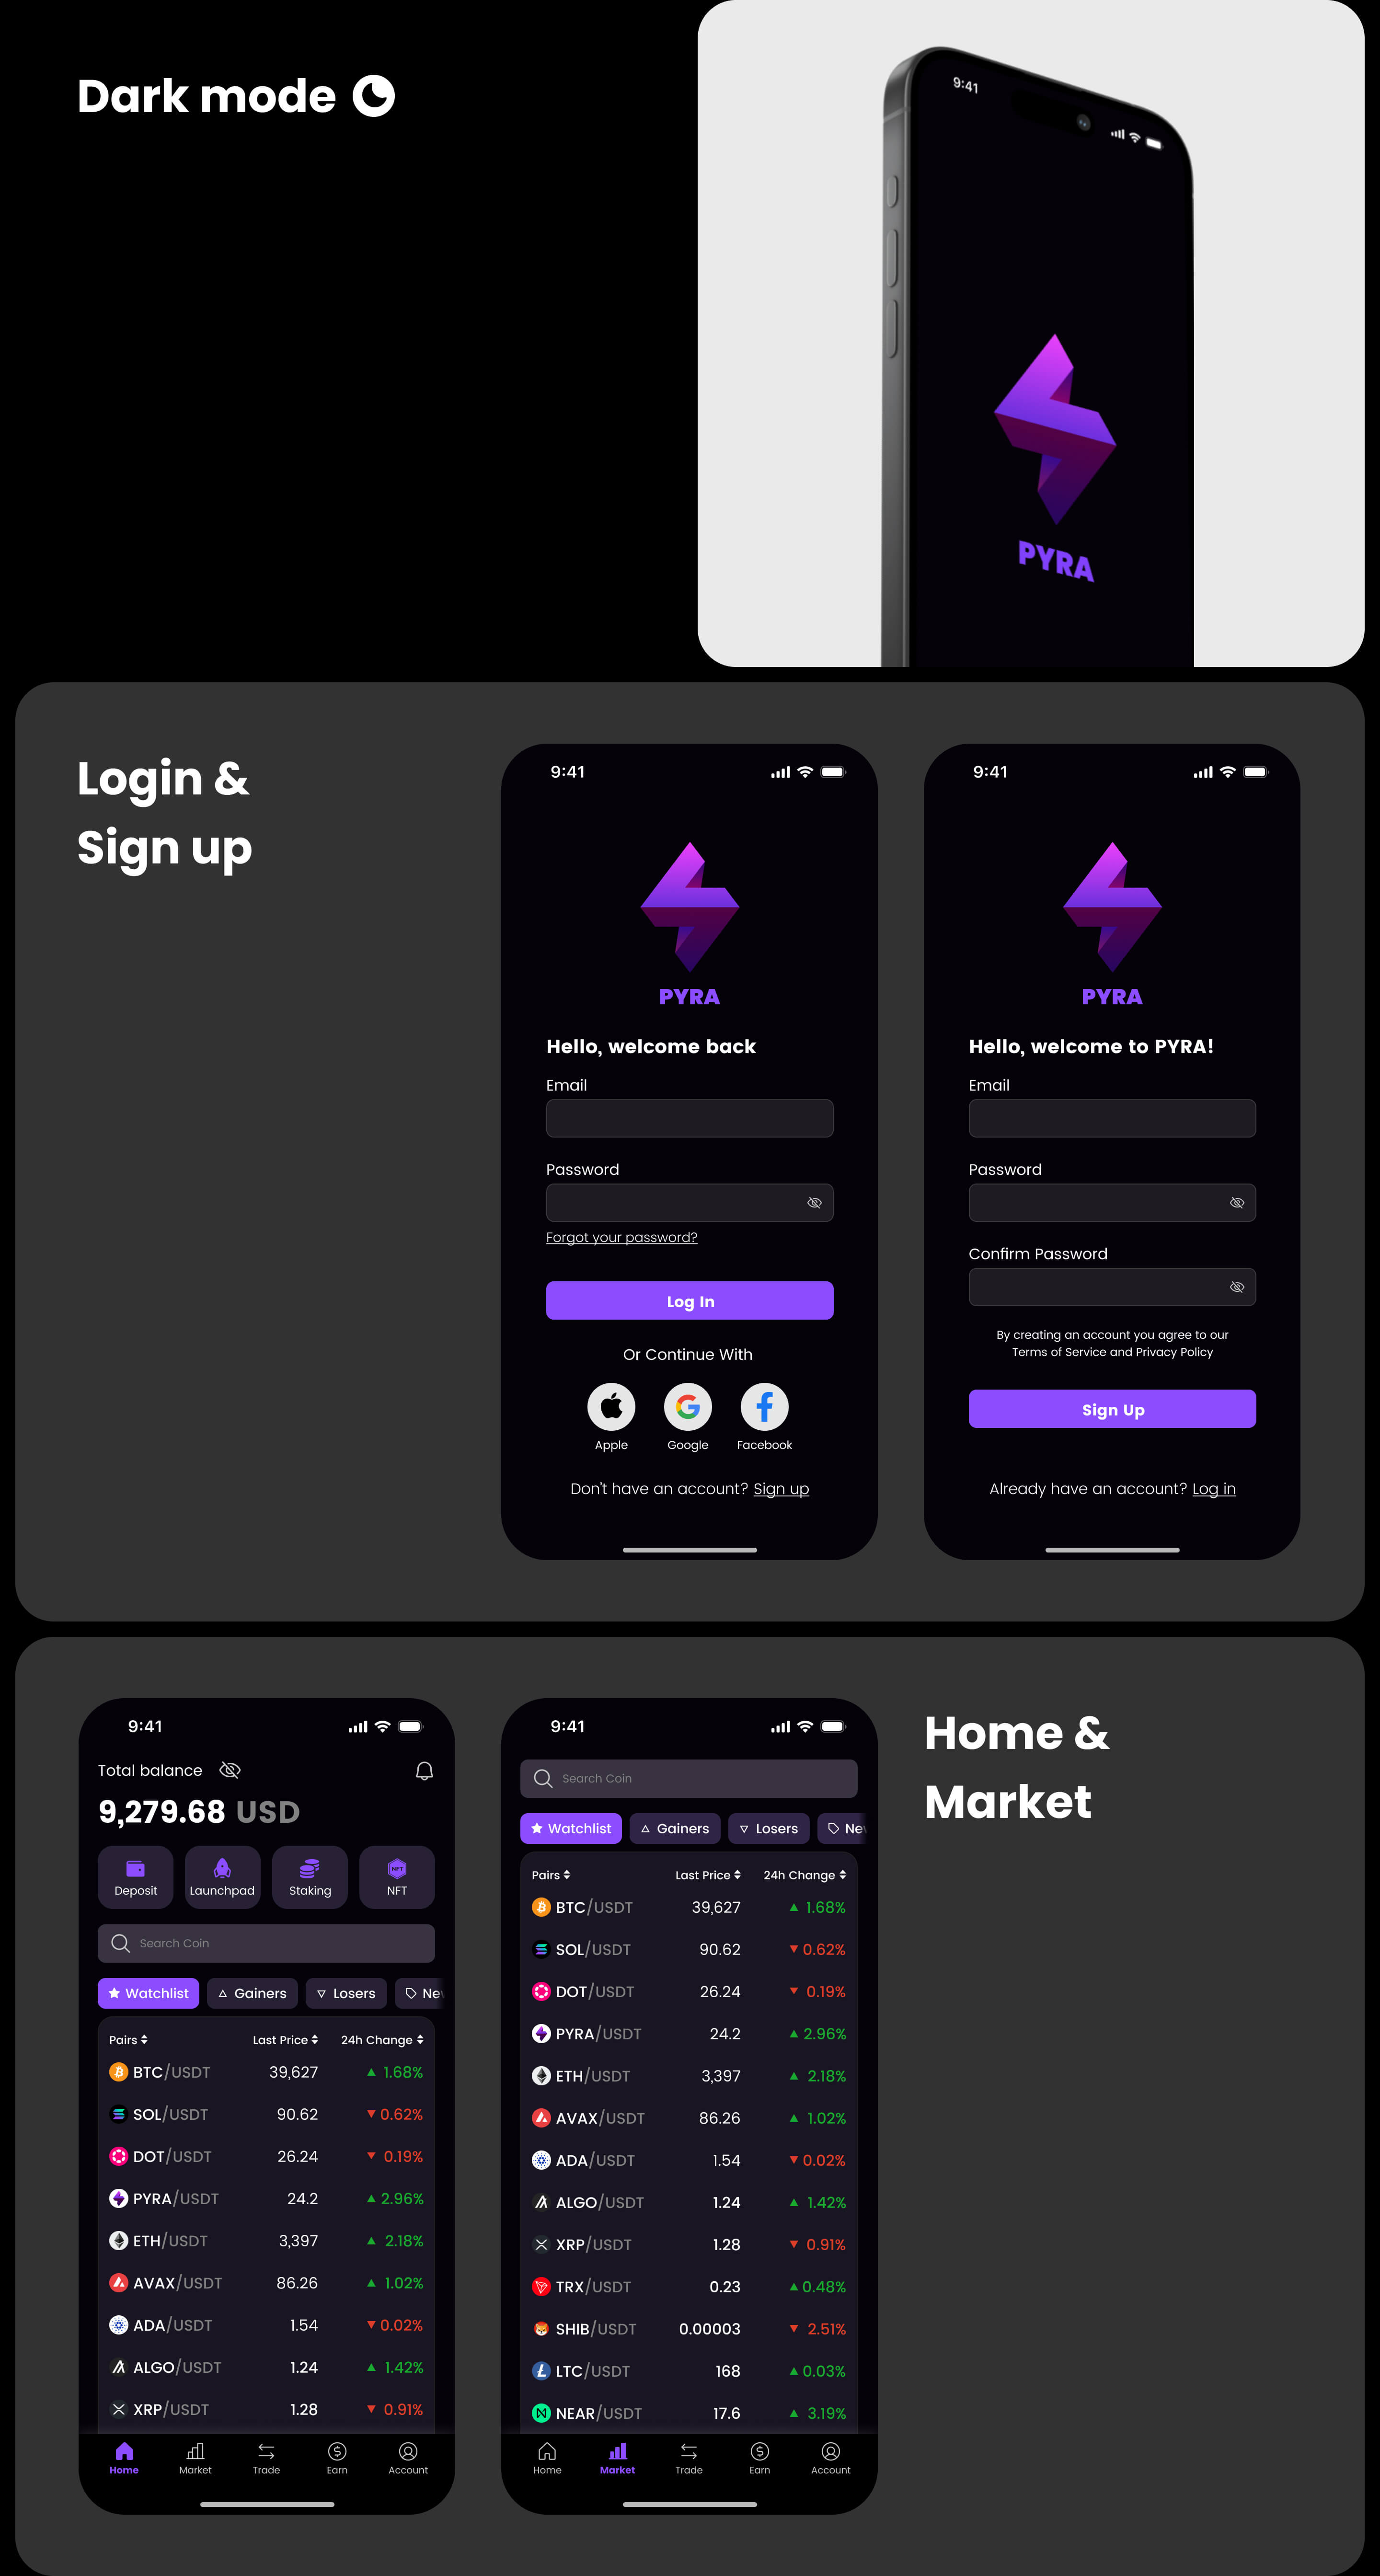 Dark mode
9:41
PYRA
Login &
Sign up
9:41
PYRA
Hello, welcome back
Email
Password
Forgot your password?
Log In
Or Continue With
Apple Google Facebook
Don't have an account? Sign up
9:41
PYRA
Hello, welcome to PYRA!
Email
Password
Confirm Password
By creating an account you agree to our
Terms of Service and Privacy Policy
Sign Up
Already have an account? Log in
9:41
Total balance
9,279.68 USD
Deposit Launchpad Staking NFT
Search Coin
Watchlist Gainers Losers
Pairs Last Price 24h Change
BTC/USDT 39,627 1.68%
SOL/USDT 90.62 0.62%
DOT/USDT 26.24 0.19%
PYRA/USDT 24.2 2.96%
ETH/USDT 3,397 2.18%
AVAX/USDT 86.26 1.02%
ADA/USDT 1.54 0.02%
ALGO/USDT 1.24 1.42%
XRP/USDT 1.28 0.91%
Home Market Trade Earn Account
9:41
Search Coin
Watchlist Gainers Losers
Pairs Last Price 24h Change
BTC/USDT 39,627 1.68%
SOL/USDT 90.62 0.62%
DOT/USDT 26.24 0.19%
PYRA/USDT 24.2 2.96%
ETH/USDT 3,397 2.18%
AVAX/USDT 86.26 1.02%
ADA/USDT 1.54 0.02%
ALGO/USDT 1.24 1.42%
XRP/USDT 1.28 0.91%
TRX/USDT 0.23 0.48%
SHIB/USDT 0.00003 2.51%
LTC/USDT 168 0.03%
NEAR/USDT 17.6 3.19%
Home Market Trade Earn Account
Home &
Market